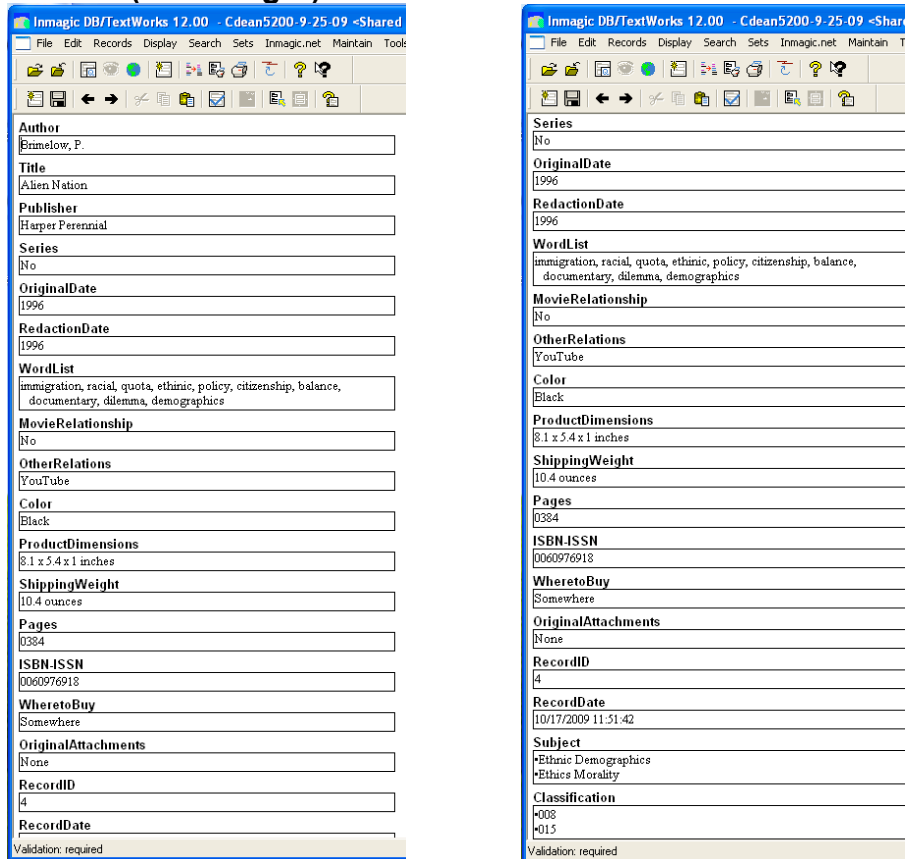 Inmagic DB/TextWorks 12.00 - Cdean5200-9-25-09 <Shared
File Edit Records Display Search Sets Inmagic.net Maintain Tools
Author
Brimelow, P.
Title
Alien Nation
Publisher
Harper Perennial
Series
No
OriginalDate
1996
RedactionDate
1996
WordList
immigration, racial, quota, ethinic, policy, citizenship, balance,
documentary, dilemma, demographics
MovieRelationship
No
OtherRelations
YouTube
Color
Black
ProductDimensions
8.1 x 5.4 x 1 inches
ShippingWeight
10.4 ounces
Pages
0384
ISBN-ISSN
0060976918
WheretoBuy
Somewhere
OriginalAttachments
None
RecordID
4
RecordDate
Validation: required
Inmagic DB/TextWorks 12.00 - Cdean5200-9-25-09 <Share
File Edit Records Display Search Sets Inmagic.net Maintain T
Series
No
OriginalDate
1996
RedactionDate
1996
WordList
immigration, racial, quota, ethinic, policy, citizenship, balance,
documentary, dilemma, demographics
MovieRelationship
No
OtherRelations
YouTube
Color
Black
ProductDimensions
8.1 x 5.4 x 1 inches
ShippingWeight
10.4 ounces
Pages
0384
ISBN-ISSN
0060976918
WheretoBuy
Somewhere
OriginalAttachments
None
RecordID
4
RecordDate
10/17/2009 11:51:42
Subject
•Ethnic Demographics
•Ethics Morality
Classification
•008
•015
Validation: required